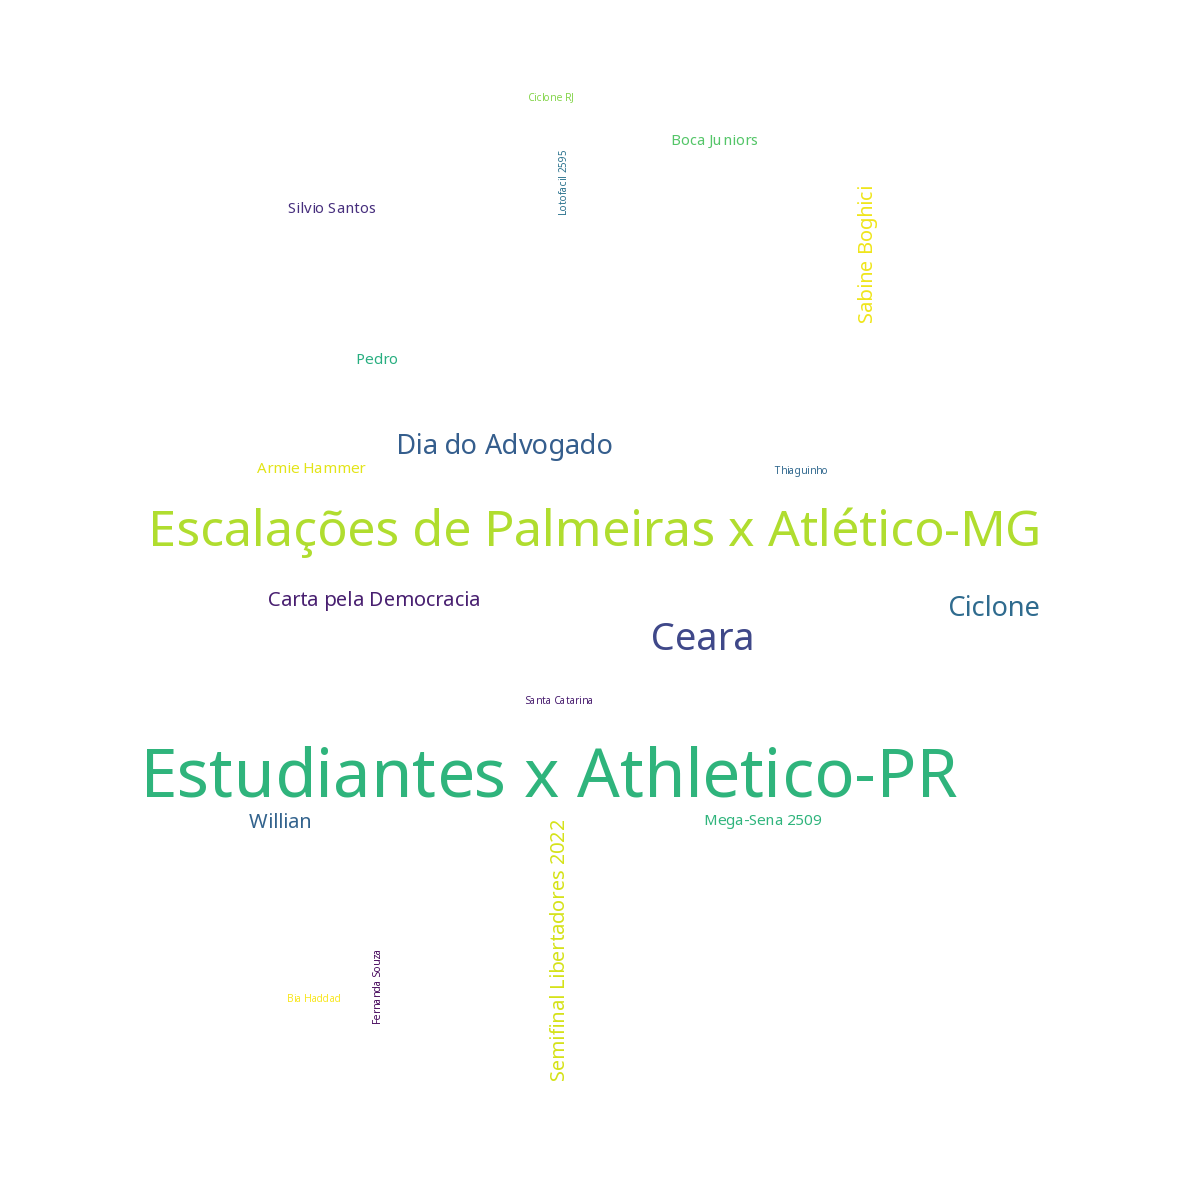 Ciclone RJ
Boca Juniors
Lotofacil 2595
Sabine Boghici
Silvio Santos
Pedro
Dia do Advogado
Armie Hammer
Thiaguinho
Escalações de Palmeiras x Atlético-MG
Carta pela Democracia
Ciclone
Ceara
Santa Catarina
Estudiantes x Athletico-PR
Willian
Mega-Sena 2509
Semifinal Libertadores 2022
Fernanda Souza
Bia Haddad